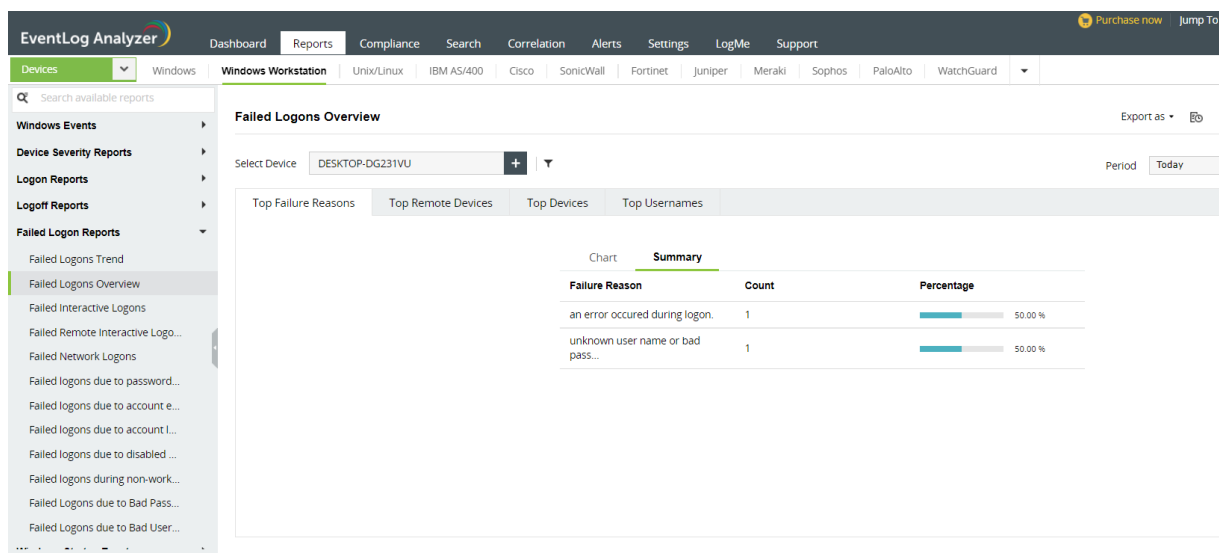 Purchase now Jump To
EventLog Analyzer
Dashboard Reports Compliance Search Correlation Alerts Settings LogMe Support
Devices Windows Windows Workstation Unix/Linux IBM AS/400 Cisco SonicWall Fortinet Juniper Meraki Sophos PaloAlto WatchGuard
Search available reports
Windows Events
Device Severity Reports
Logon Reports
Logoff Reports
Failed Logon Reports
Failed Logons Trend
Failed Logons Overview
Failed Interactive Logons
Failed Remote Interactive Logo...
Failed Network Logons
Failed logons due to password...
Failed logons due to account e...
Failed logons due to account l...
Failed logons due to disabled ...
Failed logons during non-work...
Failed Logons due to Bad Pass...
Failed Logons due to Bad User...
Failed Logons Overview
Export as
Select Device DESKTOP-DG231VU +
Period Today
Top Failure Reasons Top Remote Devices Top Devices Top Usernames
Chart Summary
Failure Reason Count Percentage
an error occured during logon. 1 50.00 %
unknown user name or bad
pass... 1 50.00 %